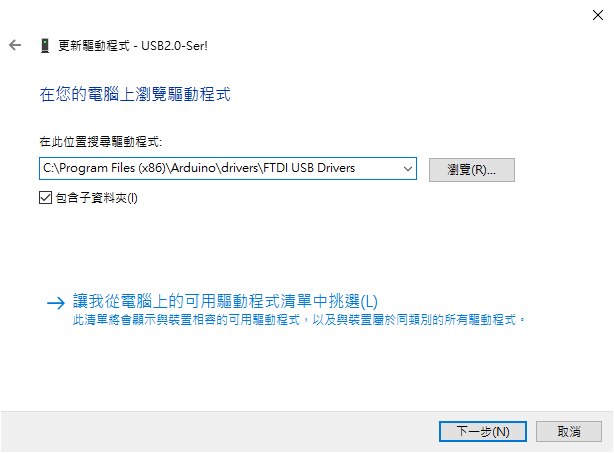 更新驅動程式 - USB2.0-Ser!
在您的電腦上瀏覽驅動程式
在此位置搜尋驅動程式:
C:\Program Files (x86)\Arduino\drivers\FTDI USB Drivers
瀏覽(R)...
包含子資料夾(I)
讓我從電腦上的可用驅動程式清單中挑選(L)
此清單將會顯示與裝置相容的可用驅動程式，以及與裝置屬於同類別的所有驅動程式。
下一步(N)
取消